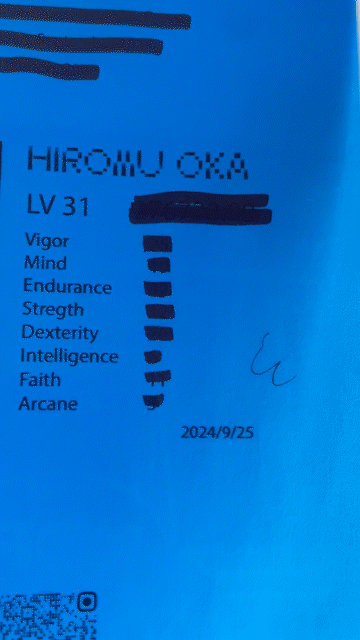 HIROMU OKA
LV 31
Vigor
Mind
Endurance
Stregth
Dexterity
Intelligence
Faith
Arcane
2024/9/25